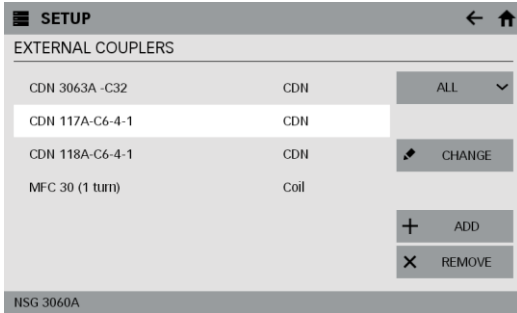 SETUP
EXTERNAL COUPLERS
CDN 3063A -C32 CDN ALL
CDN 117A-C6-4-1 CDN
CDN 118A-C6-4-1 CDN CHANGE
MFC 30 (1 turn) Coil
ADD
REMOVE
NSG 3060A